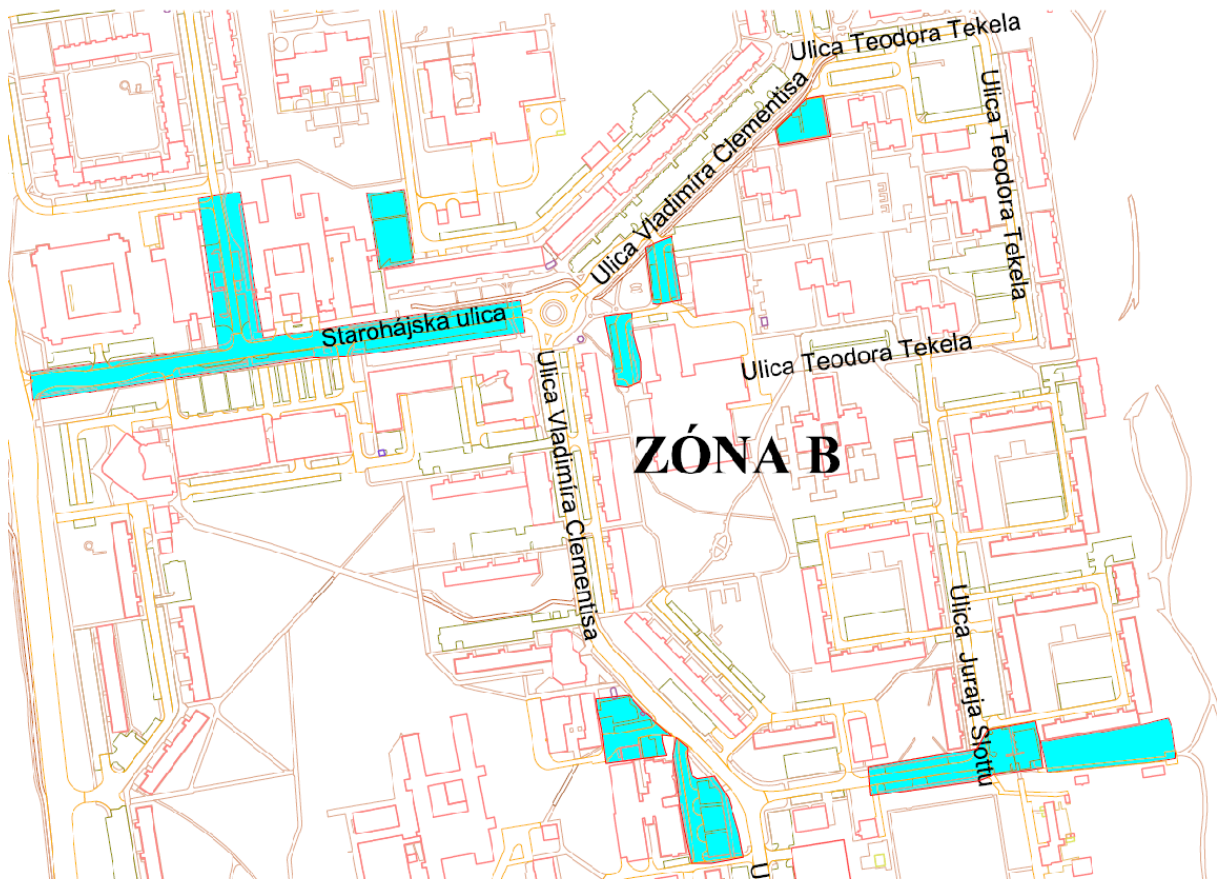 Ulica Teodora Tekela
Ulica Vladimíra Clementisa
Ulica Teodora Tekela
Starohájska ulica
Ulica Teodora Tekela
Ulica Vladimíra Clementisa
ZÓNA B
Ulica Juraja Slottu
U